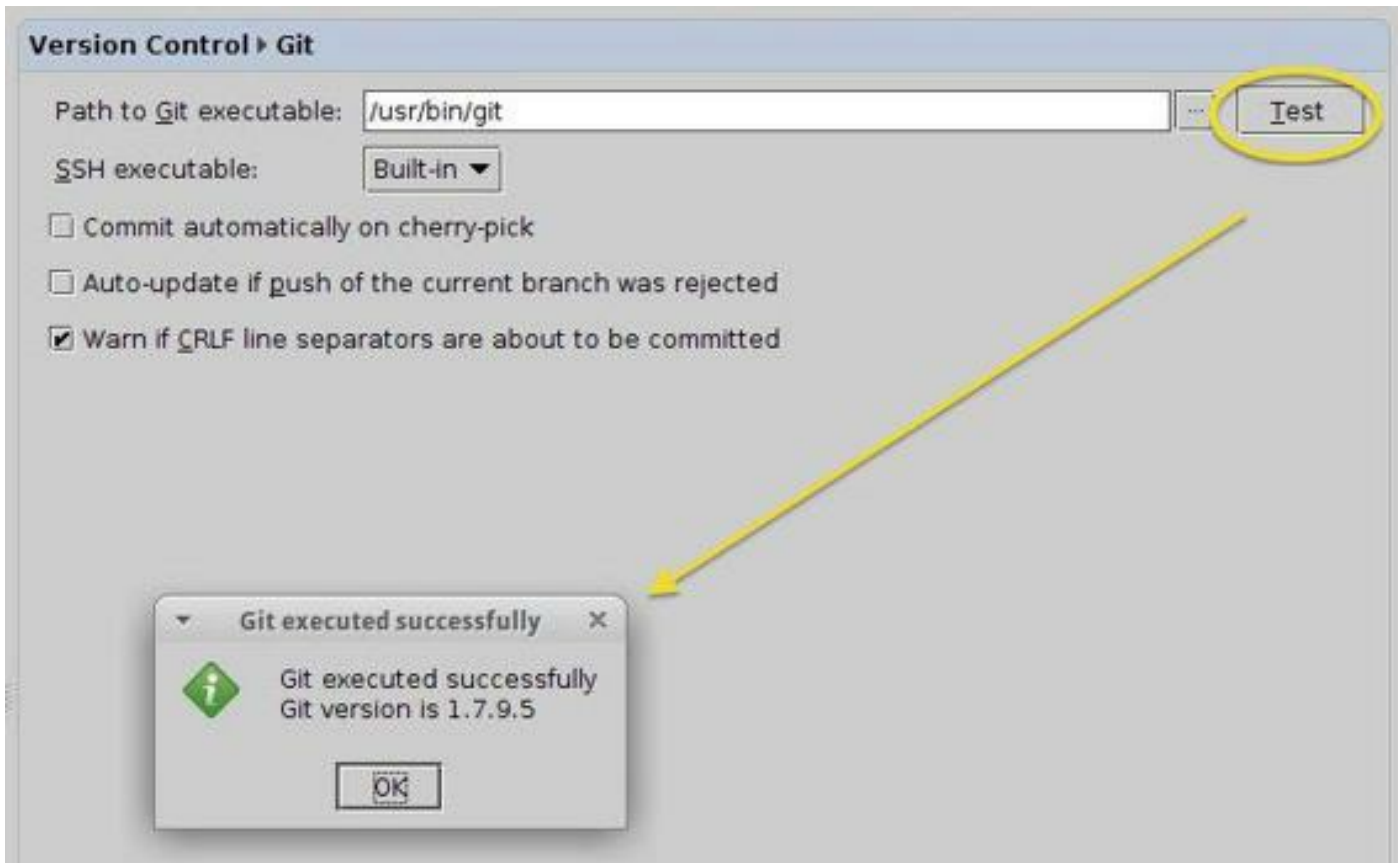 Version Control ▸ Git
Path to Git executable: /usr/bin/git ... Test
SSH executable: Built-in
Commit automatically on cherry-pick
Auto-update if push of the current branch was rejected
Warn if CRLF line separators are about to be committed
Git executed successfully
Git executed successfully
Git version is 1.7.9.5
OK